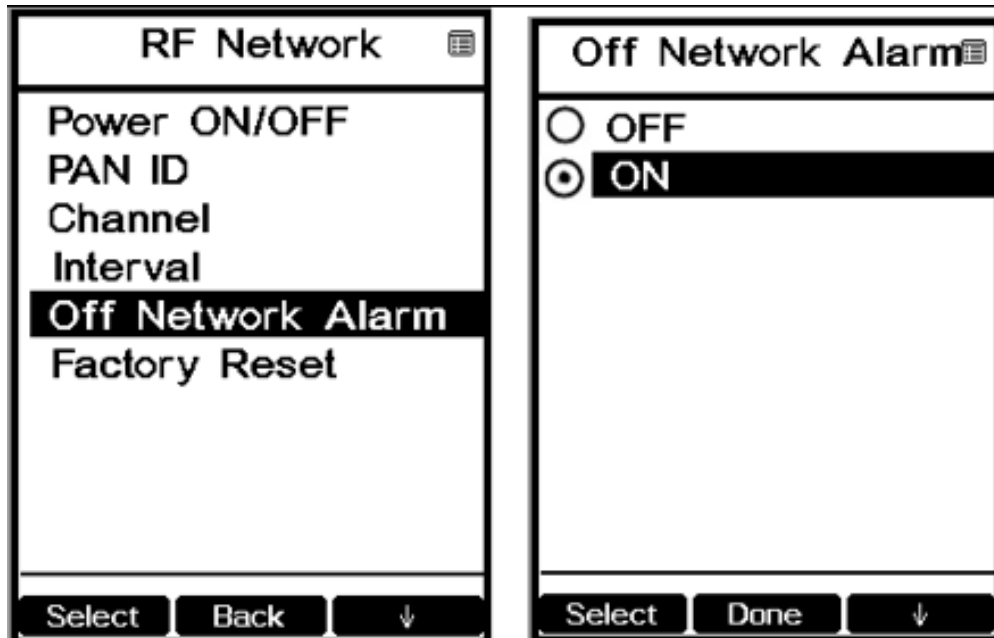 RF Network
Power ON/OFF
PAN ID
Channel
Interval
Off Network Alarm
Factory Reset
Select Back ↓
Off Network Alarm
OFF
ON
Select Done ↓